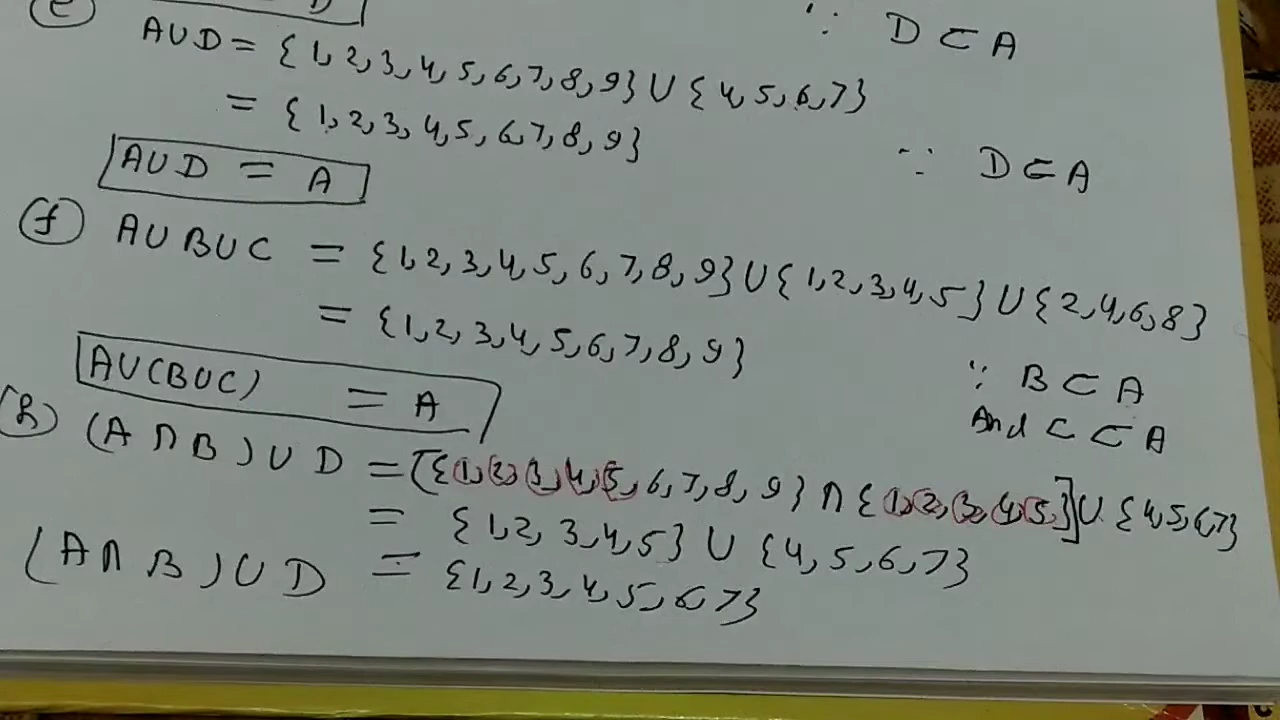 (e) D
∵ D ⊂ A
A∪D = {1,2,3,4,5,6,7,8,9}∪{4,5,6,7}
= {1,2,3,4,5,6,7,8,9}
A∪D = A ∵ D⊂A
(f) A∪B∪C = {1,2,3,4,5,6,7,8,9}∪{1,2,3,4,5}∪{2,4,6,8}
= {1,2,3,4,5,6,7,8,9}
A∪(B∪C) = A ∵ B ⊂ A
And C ⊂ A
(h) (A∩B)∪D = [{1,2,3,4,5,6,7,8,9}∩{1,2,3,4,5}]∪{4,5,6,7}
= {1,2,3,4,5}∪{4,5,6,7}
(A∩B)∪D = {1,2,3,4,5,6,7}